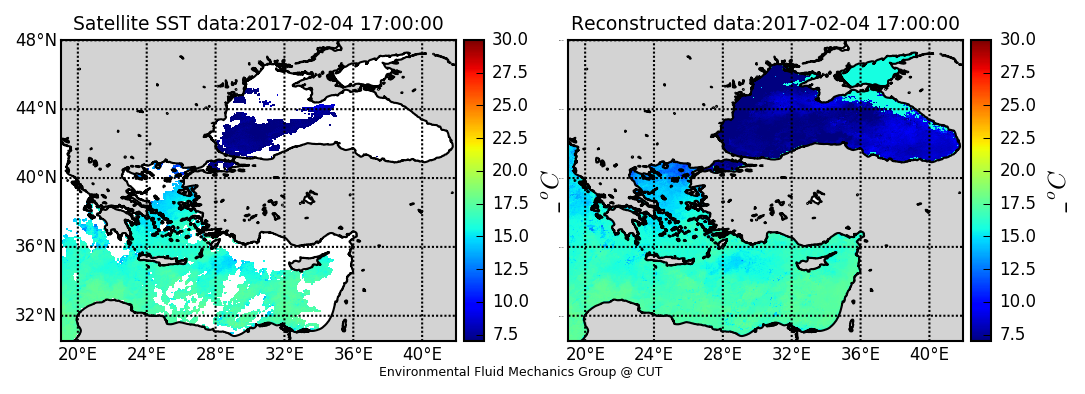 Satellite SST data:2017-02-04 17:00:00
Reconstructed data:2017-02-04 17:00:00
48°N
44°N
40°N
36°N
32°N
20°E 24°E 28°E 32°E 36°E 40°E
30.0
27.5
25.0
22.5
20.0
17.5
15.0
12.5
10.0
7.5
_°C
20°E 24°E 28°E 32°E 36°E 40°E
30.0
27.5
25.0
22.5
20.0
17.5
15.0
12.5
10.0
7.5
_°C
Environmental Fluid Mechanics Group @ CUT